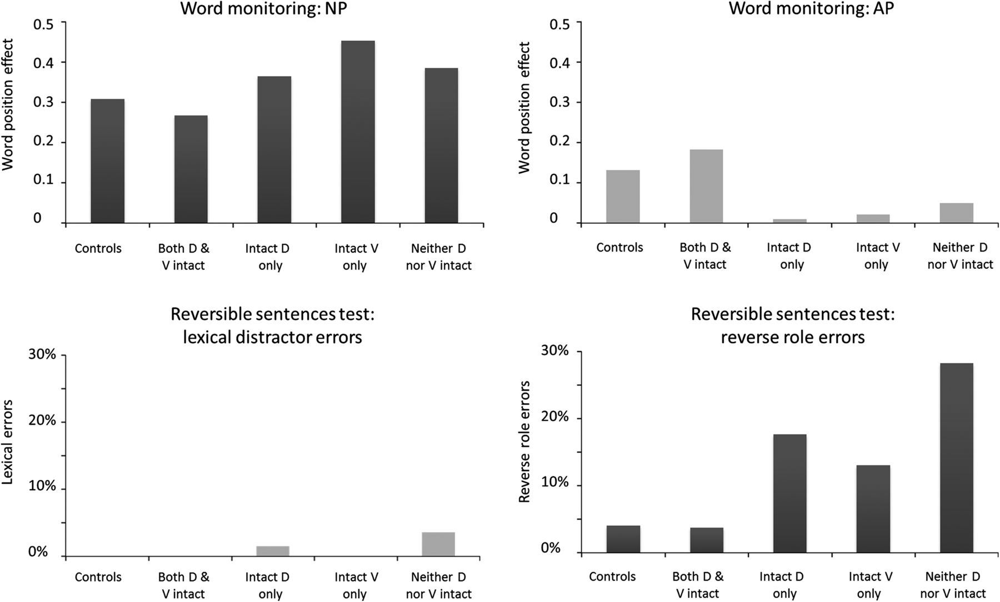 Word monitoring: NP
Word position effect
0.5
0.4
0.3
0.2
0.1
0
Controls
Both D &
V intact
Intact D
only
Intact V
only
Neither D
nor V intact
Word monitoring: AP
Word position effect
0.5
0.4
0.3
0.2
0.1
0
Controls
Both D &
V intact
Intact D
only
Intact V
only
Neither D
nor V intact
Reversible sentences test:
lexical distractor errors
Lexical errors
30%
20%
10%
0%
Controls
Both D &
V intact
Intact D
only
Intact V
only
Neither D
nor V intact
Reversible sentences test:
reverse role errors
Reverse role errors
30%
20%
10%
0%
Controls
Both D &
V intact
Intact D
only
Intact V
only
Neither D
nor V intact